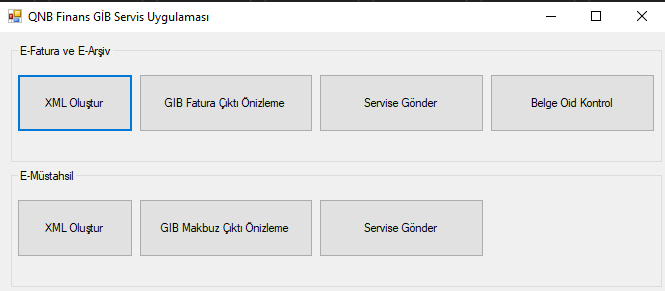 QNB Finans GİB Servis Uygulaması
E-Fatura ve E-Arşiv
XML Oluştur
GIB Fatura Çıktı Önizleme
Servise Gönder
Belge Oid Kontrol
E-Müstahsil
XML Oluştur
GIB Makbuz Çıktı Önizleme
Servise Gönder